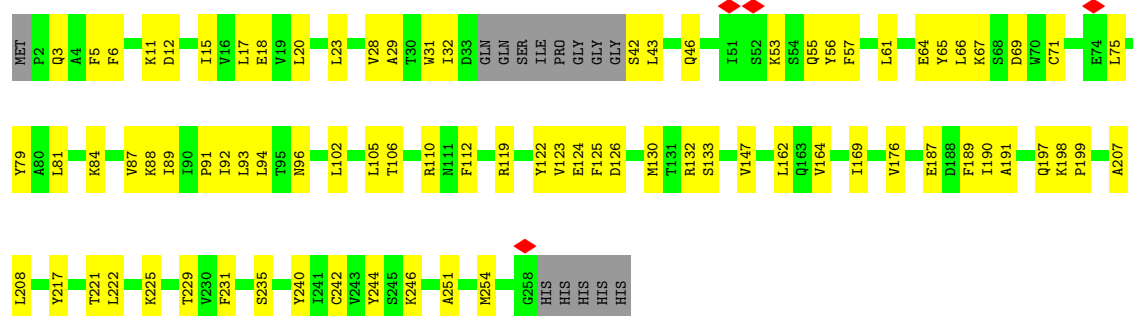 MET P2 Q3 A4 F5 F6 K11 D12 I15 V16 L17 E18 V19 L20 L23 V28 A29 T30 W31 I32 D33 GLN GLN SER ILE PRO GLY GLY GLY S42 L43 Q46 I51 S52 K53 S54 Q55 Y56 F57 L61 E64 Y65 L66 K67 S68 D69 W70 C71 E74 L75
Y79 A80 L81 K84 V87 K88 I89 I90 P91 I92 L93 L94 T95 N96 L102 L105 T106 R110 N111 F112 R119 Y122 V123 E124 F125 D126 M130 T131 R132 S133 V147 L162 Q163 V164 I169 V176 E187 D188 F189 I190 A191 Q197 K198 P199 A207
L208 Y217 T221 L222 K225 T229 V230 F231 S235 Y240 I241 C242 V243 Y244 S245 K246 A251 M254 G258 HIS HIS HIS HIS HIS